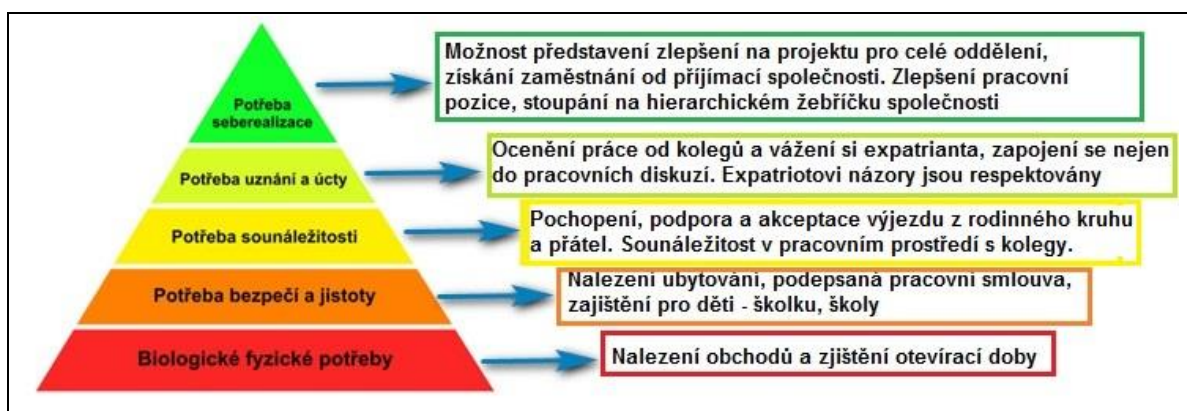 Potřeba
seberealizace
Možnost představení zlepšení na projektu pro celé oddělení,
získání zaměstnání od příjímací společnosti. Zlepšení pracovní
pozice, stoupání na hierarchickém žebříčku společnosti
Potřeba uznání a úcty
Ocenění práce od kolegů a vážení si expatrianta, zapojení se nejen
do pracovních diskuzí. Expatriotovi názory jsou respektovány
Potřeba sounáležitosti
Pochopení, podpora a akceptace výjezdu z rodinného kruhu
a přátel. Sounáležitost v pracovním prostředí s kolegy.
Potřeba bezpečí a jistoty
Nalezení ubytování, podepsaná pracovní smlouva,
zajištění pro děti - školku, školy
Biologické fyzické potřeby
Nalezení obchodů a zjištění otevírací doby